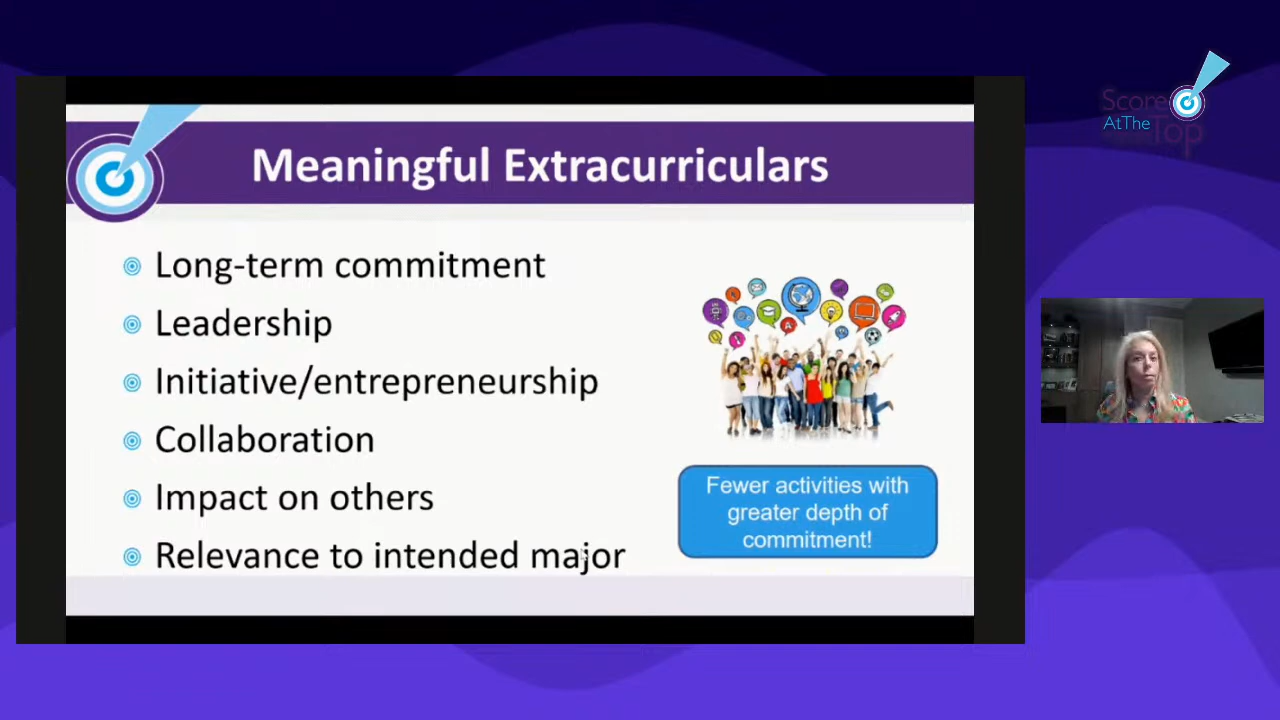 Score
AtThe
Top
Meaningful Extracurriculars
Long-term commitment
Leadership
Initiative/entrepreneurship
Collaboration
Impact on others
Relevance to intended major
Fewer activities with
greater depth of
commitment!